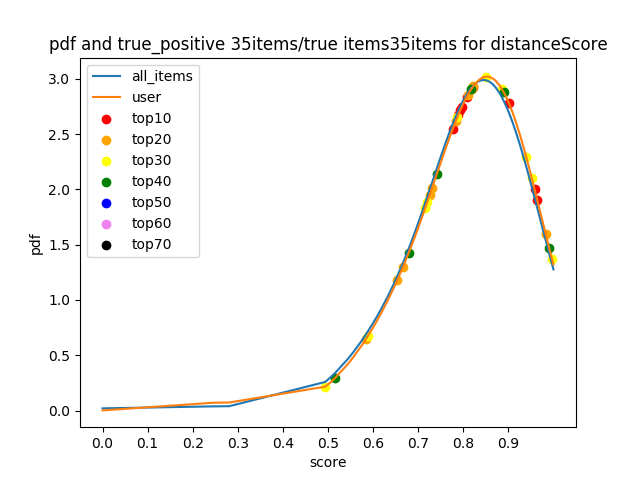 pdf and true_positive 35items/true items35items for distanceScore
all_items
user
top10
top20
top30
top40
top50
top60
top70
pdf
3.0
2.5
2.0
1.5
1.0
0.5
0.0
0.0 0.1 0.2 0.3 0.4 0.5 0.6 0.7 0.8 0.9
score